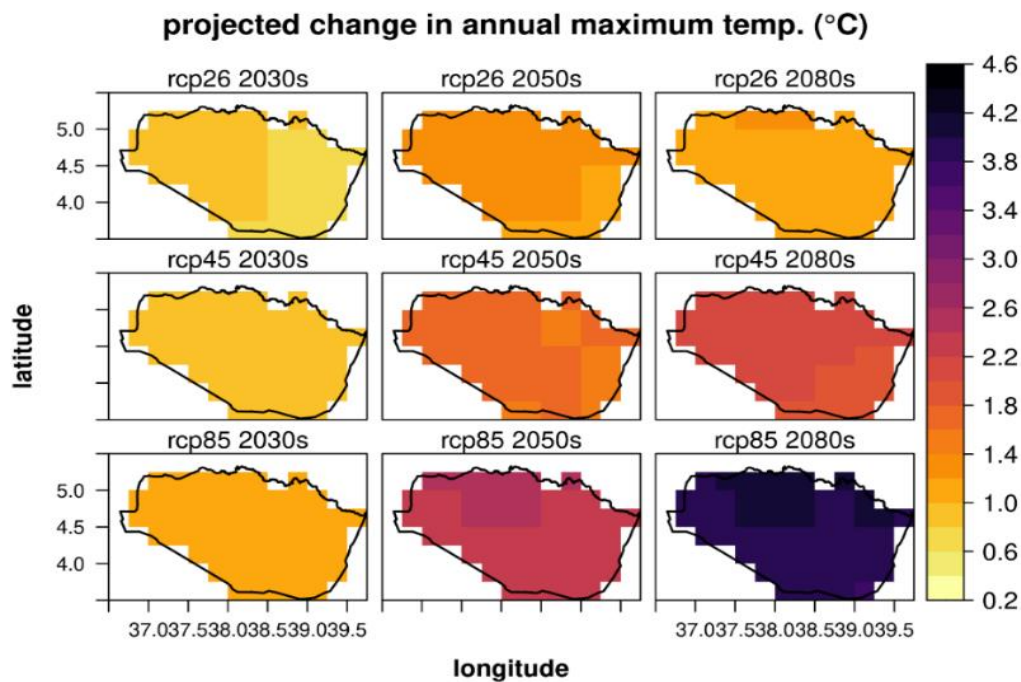 projected change in annual maximum temp. (°C)
rcp26 2030s
rcp26 2050s
rcp26 2080s
5.0
4.5
4.0
rcp45 2030s
rcp45 2050s
rcp45 2080s
rcp85 2030s
rcp85 2050s
rcp85 2080s
5.0
4.5
4.0
37.037.538.038.539.039.5
37.037.538.038.539.039.5
latitude
longitude
4.6
4.2
3.8
3.4
3.0
2.6
2.2
1.8
1.4
1.0
0.6
0.2